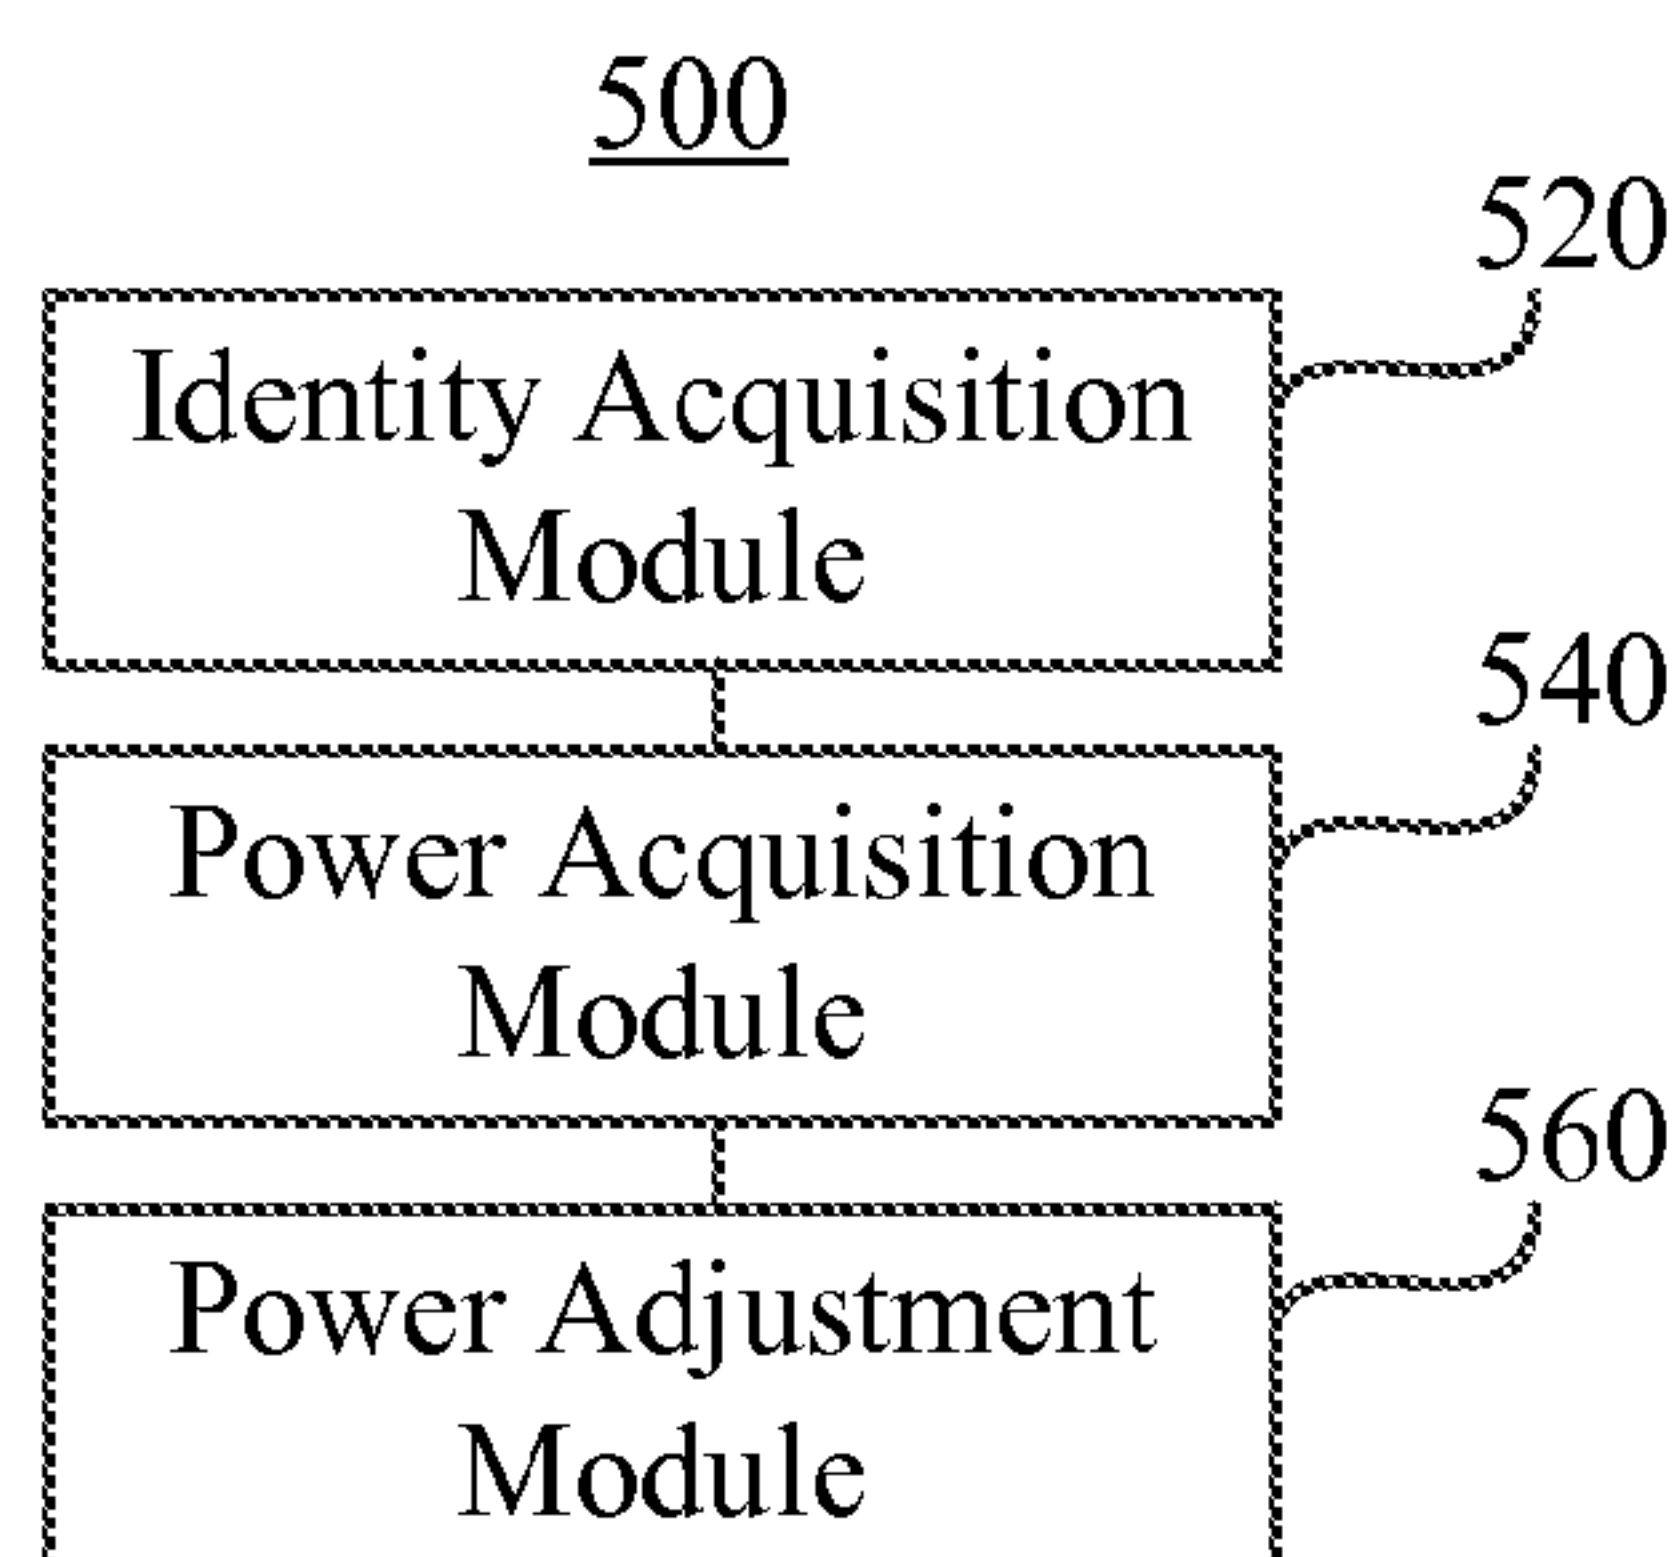 500
520
Identity Acquisition
Module
540
Power Acquisition
Module
560
Power Adjustment
Module